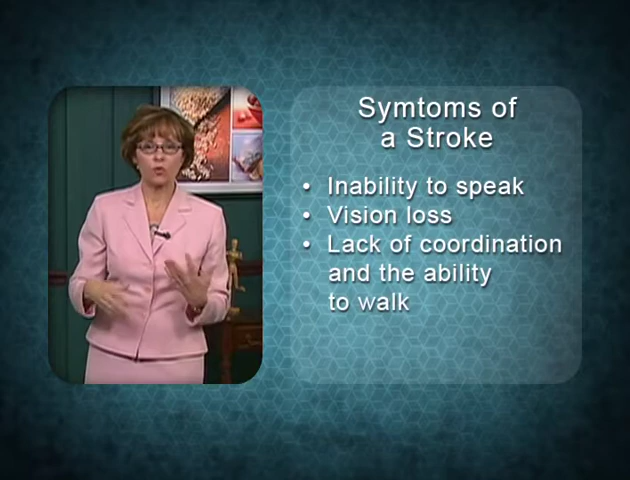 Symtoms of
a Stroke
• Inability to speak
• Vision loss
• Lack of coordination
and the ability
to walk